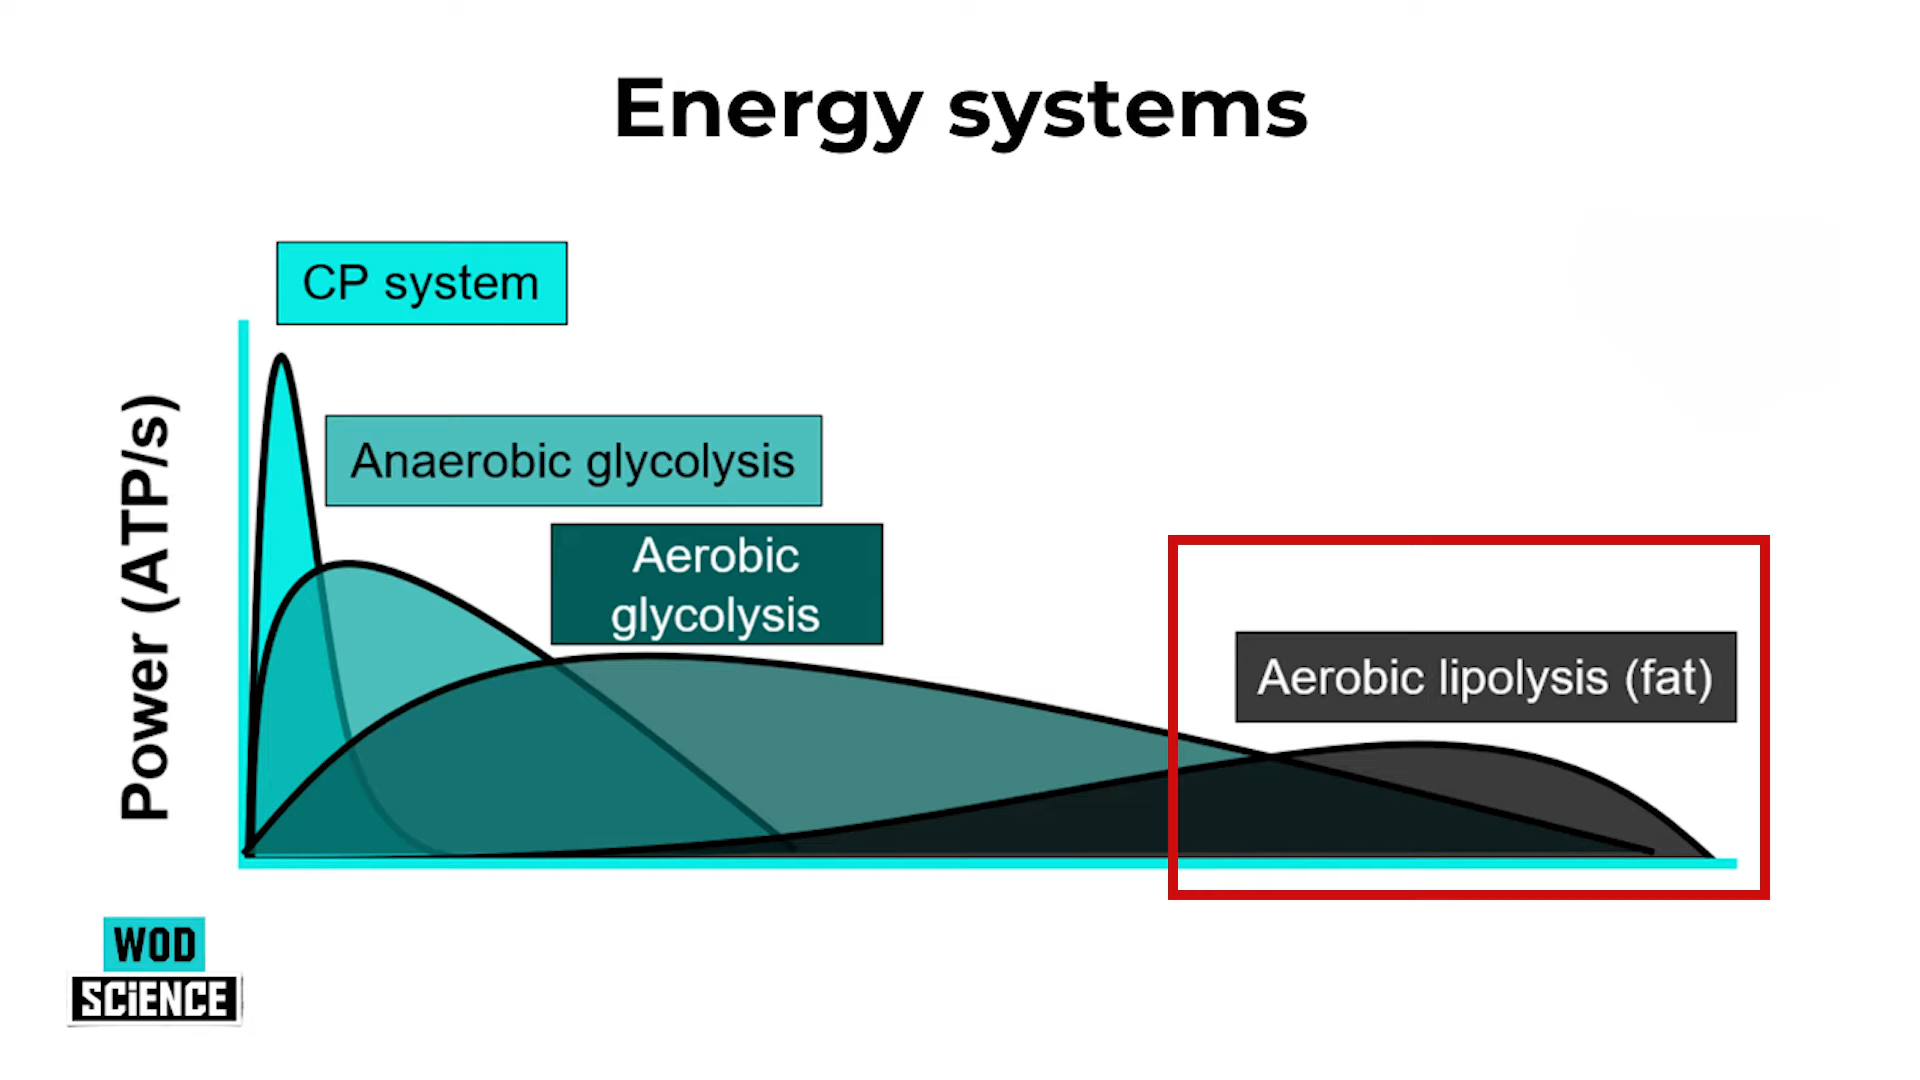 Energy systems
CP system
Anaerobic glycolysis
Aerobic
glycolysis
Aerobic lipolysis (fat)
Power (ATP/s)
WOD
SCiENCE